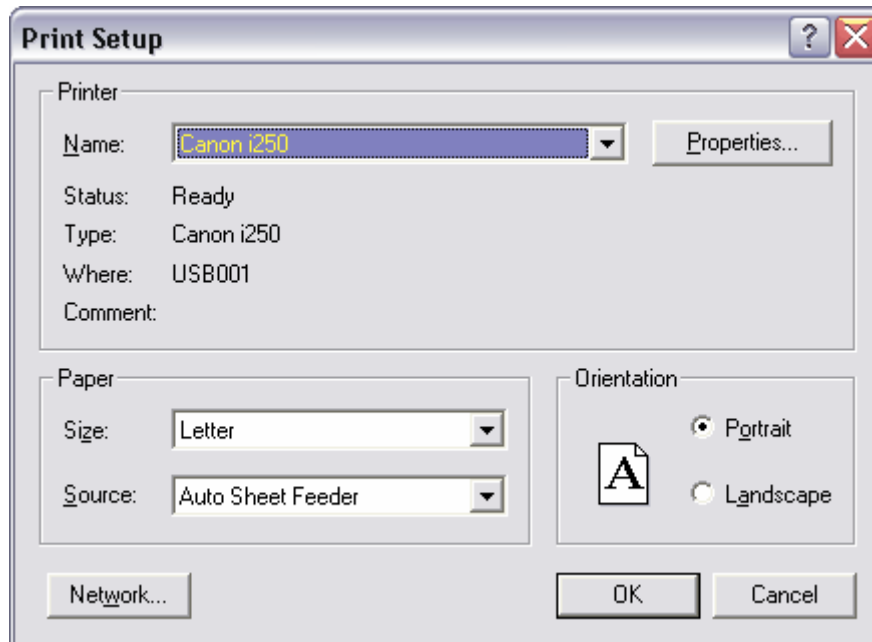 Print Setup
Printer
Name: Canon i250 Properties...
Status: Ready
Type: Canon i250
Where: USB001
Comment:
Paper
Size: Letter
Source: Auto Sheet Feeder
Orientation
A
Portrait
Landscape
Network... OK Cancel